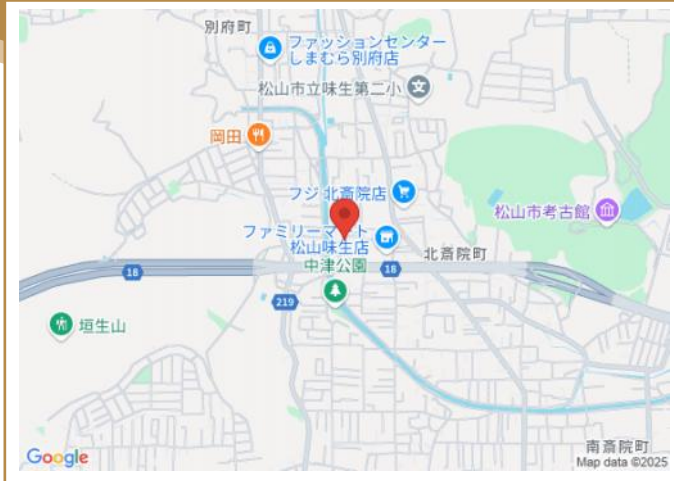 別府町
ファッションセンター
しまむら別府店
松山市立味生第二小
文
岡田
フジ 北斎院店
松山市考古館
ファミリーマート
松山味生店
北斎院町
中津公園
18
18
219
垣生山
南斎院町
Google
Map data ©2025